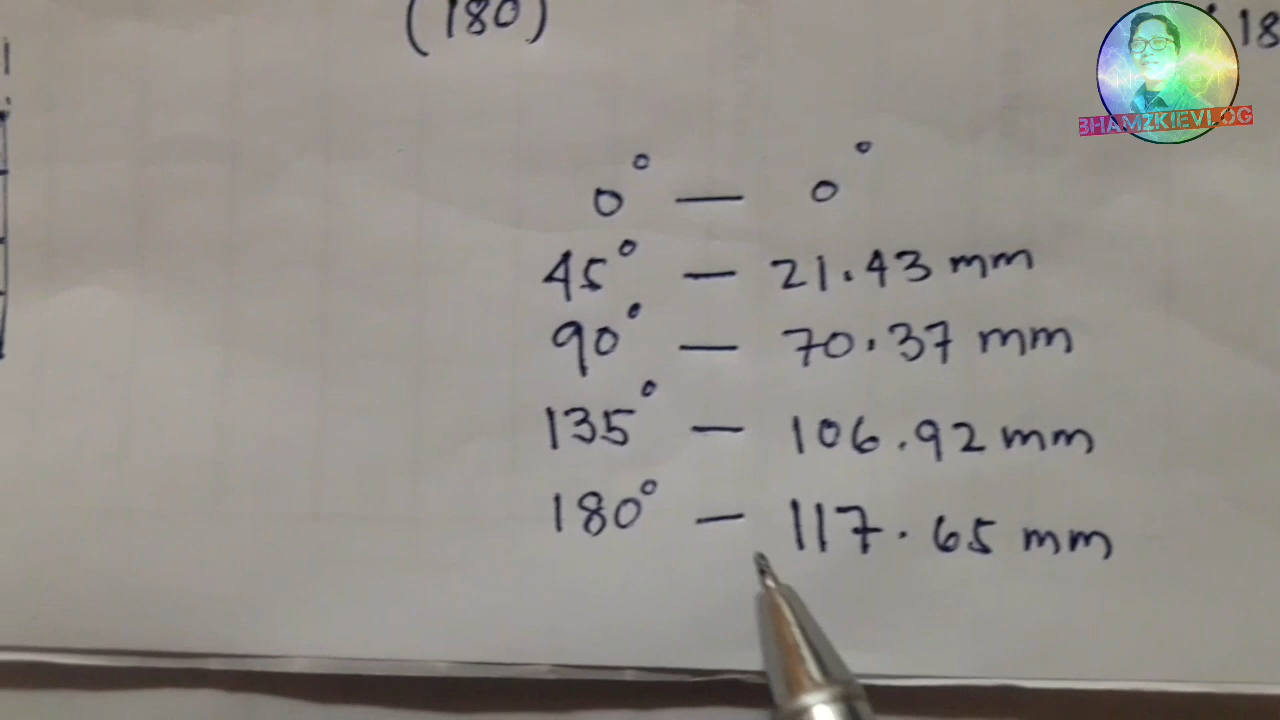 (180)
18
BHAMZKIEVLOG
0° — 0°
45° — 21.43 mm
90° — 70.37 mm
135° — 106.92 mm
180° — 117.65 mm